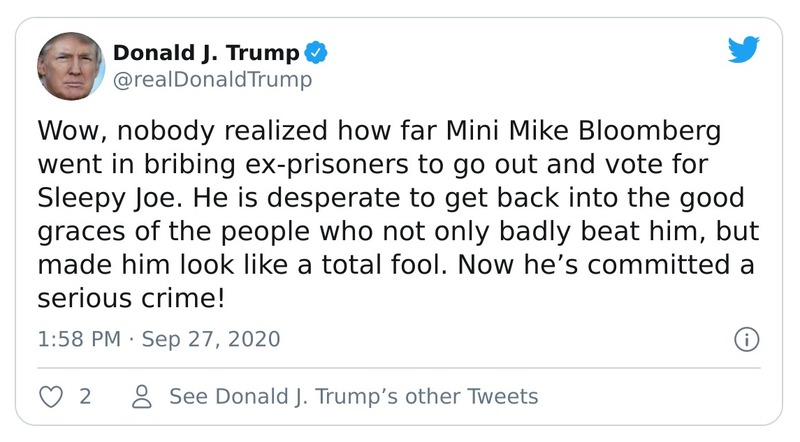 Donald J. Trump
@realDonaldTrump
Wow, nobody realized how far Mini Mike Bloomberg
went in bribing ex-prisoners to go out and vote for
Sleepy Joe. He is desperate to get back into the good
graces of the people who not only badly beat him, but
made him look like a total fool. Now he’s committed a
serious crime!
1:58 PM · Sep 27, 2020
2 See Donald J. Trump’s other Tweets